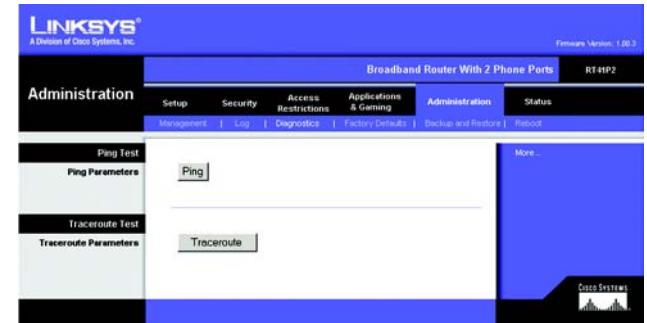 LINKSYS®
A Division of Cisco Systems, Inc.
Firmware Version: 1.00.3
Broadband Router With 2 Phone Ports RT41P2
Administration
Setup Security Access Restrictions Applications & Gaming Administration Status
Management | Log | Diagnostics | Factory Defaults | Backup and Restore | Reboot
Ping Test
Ping Parameters Ping
More...
Traceroute Test
Traceroute Parameters Traceroute
CISCO SYSTEMS